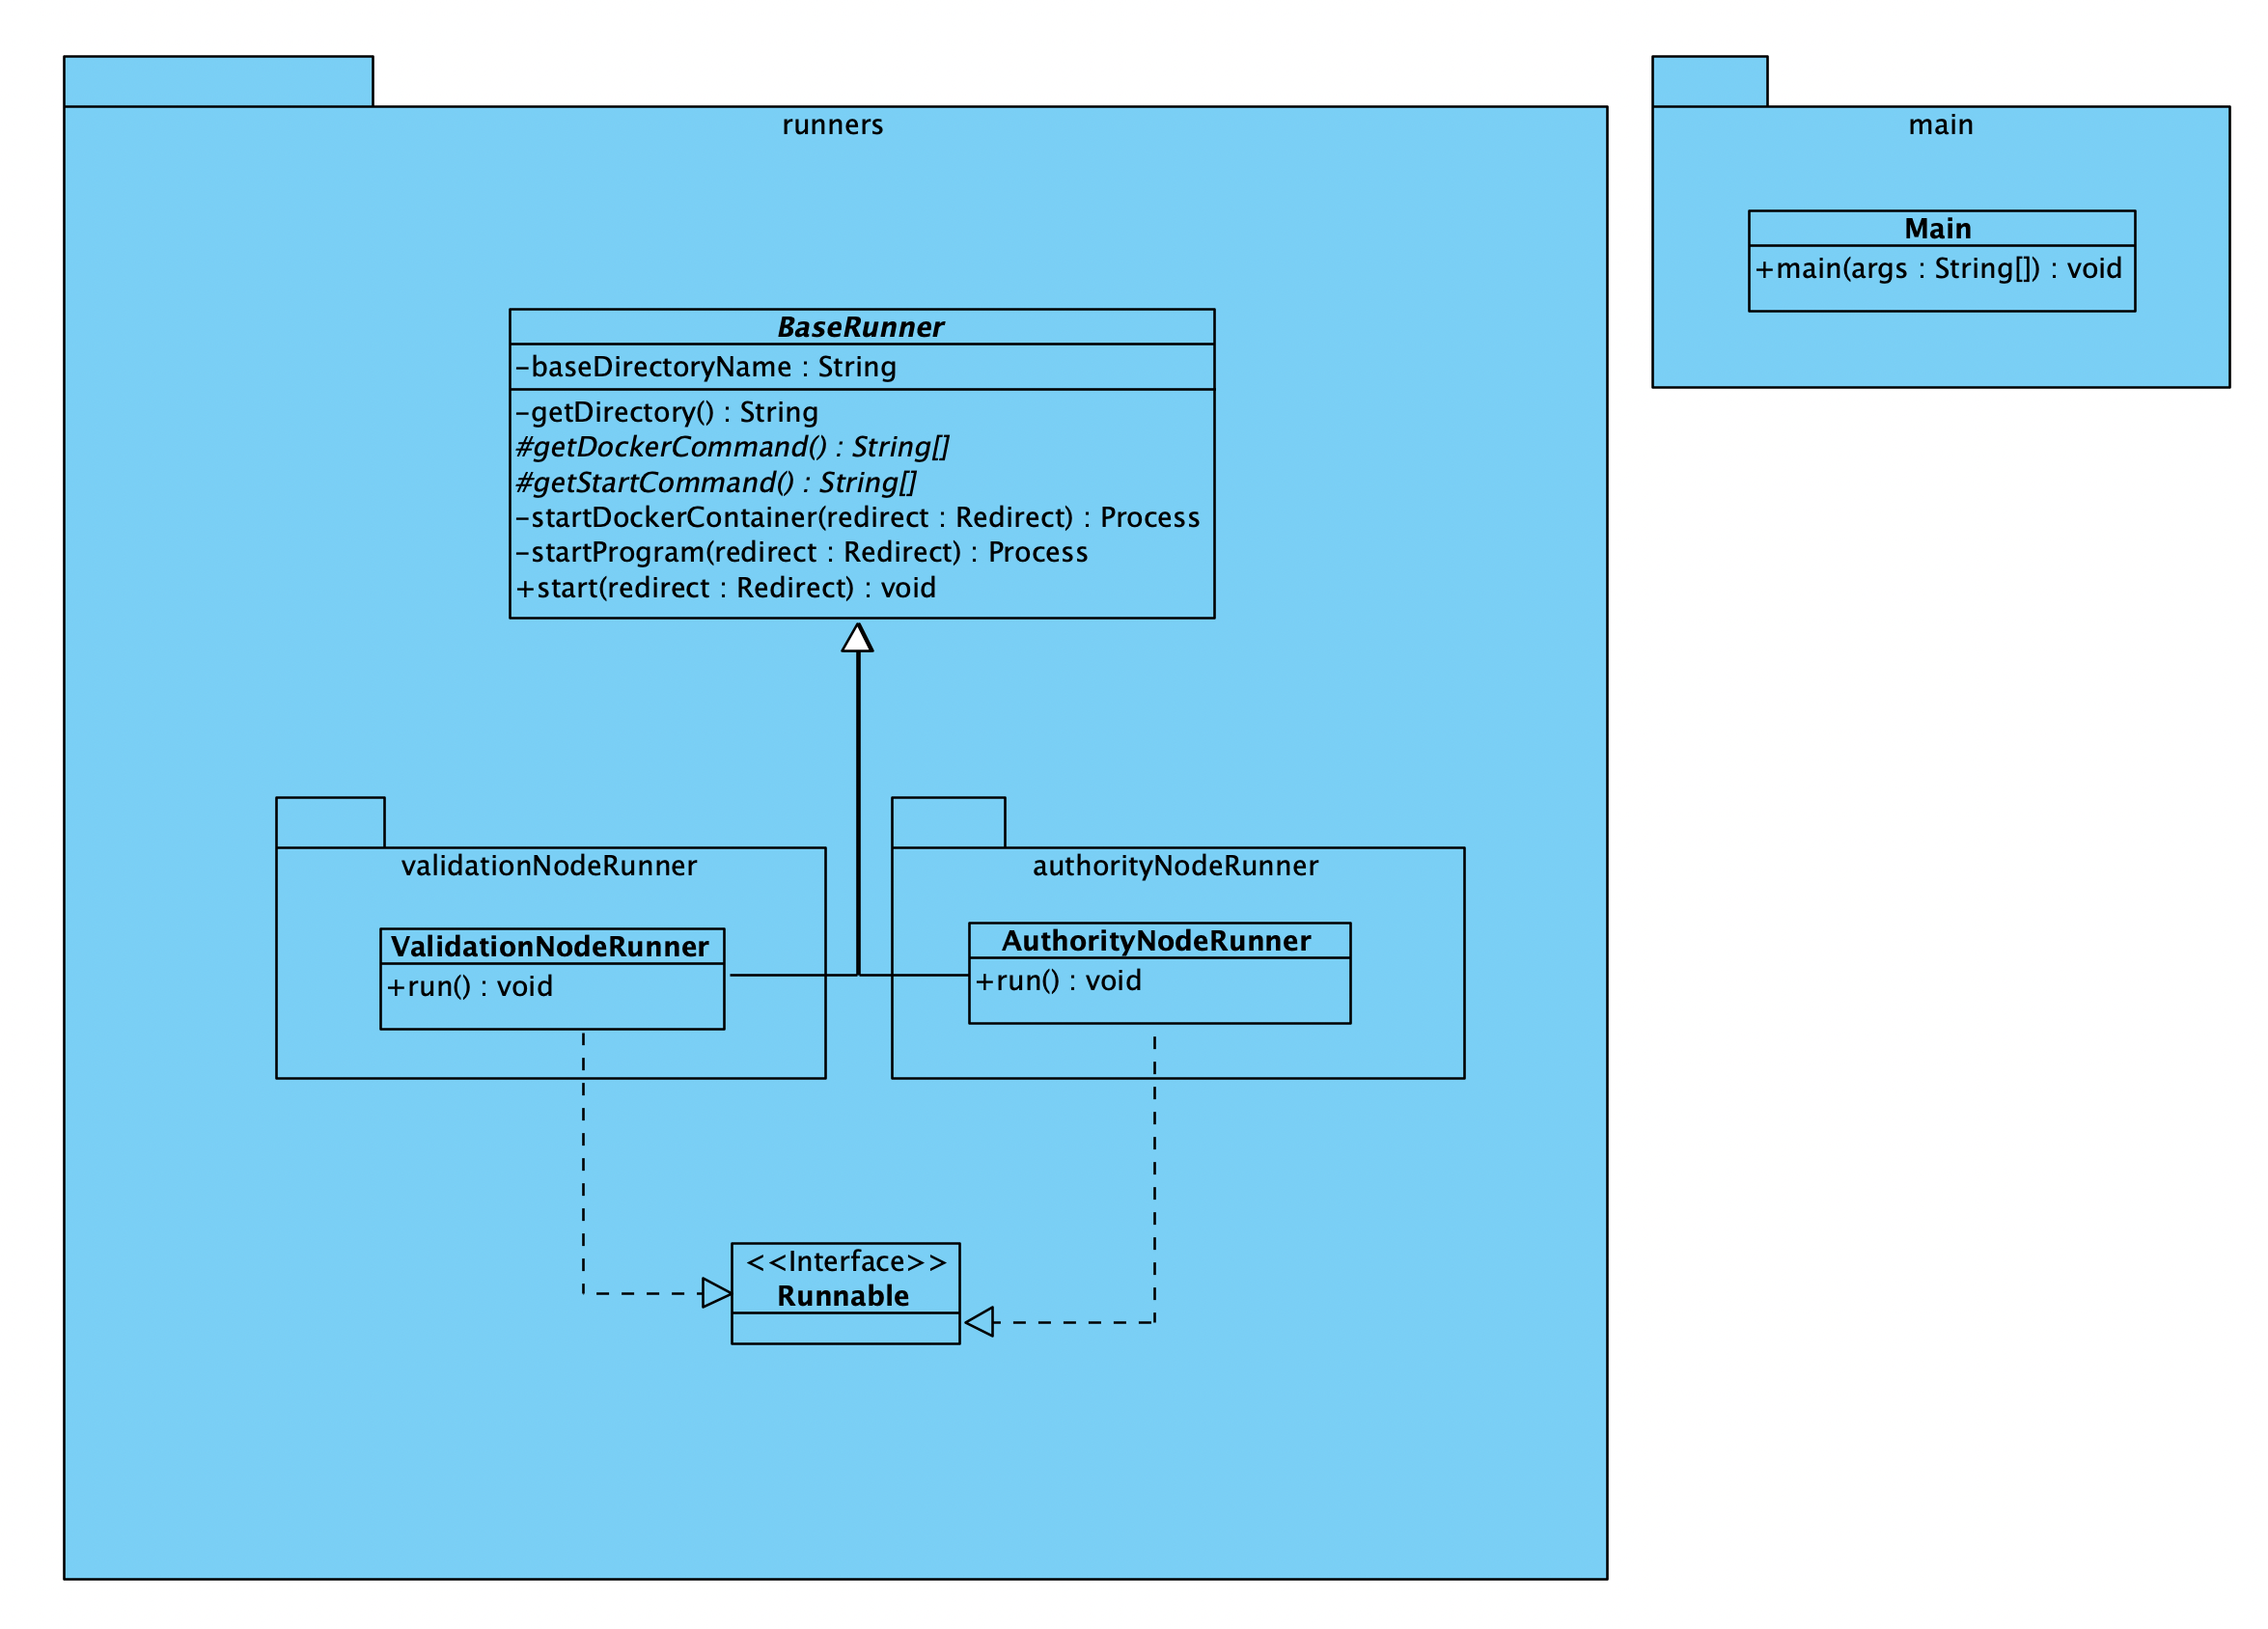 runners
BaseRunner
-baseDirectoryName : String
-getDirectory() : String
#getDockerCommand() : String[]
#getStartCommand() : String[]
-startDockerContainer(redirect : Redirect) : Process
-startProgram(redirect : Redirect) : Process
+start(redirect : Redirect) : void
validationNodeRunner
ValidationNodeRunner
+run() : void
authorityNodeRunner
AuthorityNodeRunner
+run() : void
<<Interface>>
Runnable
main
Main
+main(args : String[]) : void